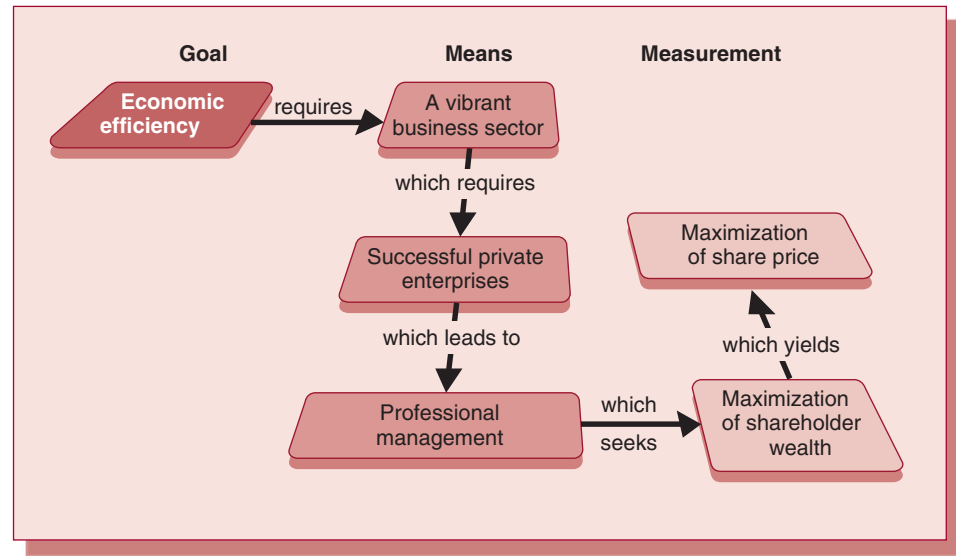 Goal
Means
Measurement
Economic
efficiency
requires
A vibrant
business sector
which requires
Successful private
enterprises
which leads to
Professional
management
which
seeks
Maximization
of shareholder
wealth
which yields
Maximization
of share price